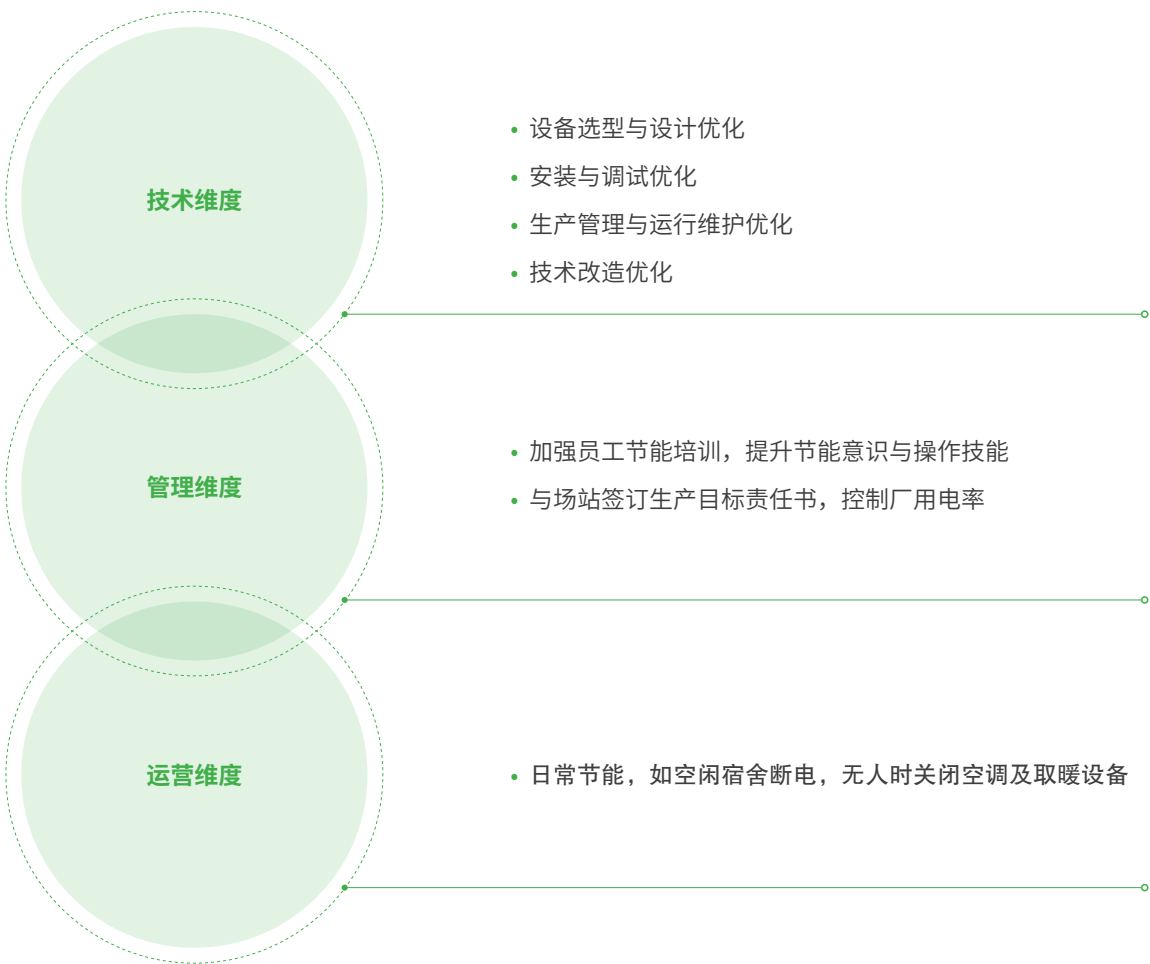 技术维度
• 设备选型与设计优化
• 安装与调试优化
• 生产管理与运行维护优化
• 技术改造优化
管理维度
• 加强员工节能培训，提升节能意识与操作技能
• 与场站签订生产目标责任书，控制厂用电率
运营维度
• 日常节能，如空闲宿舍断电，无人时关闭空调及取暖设备